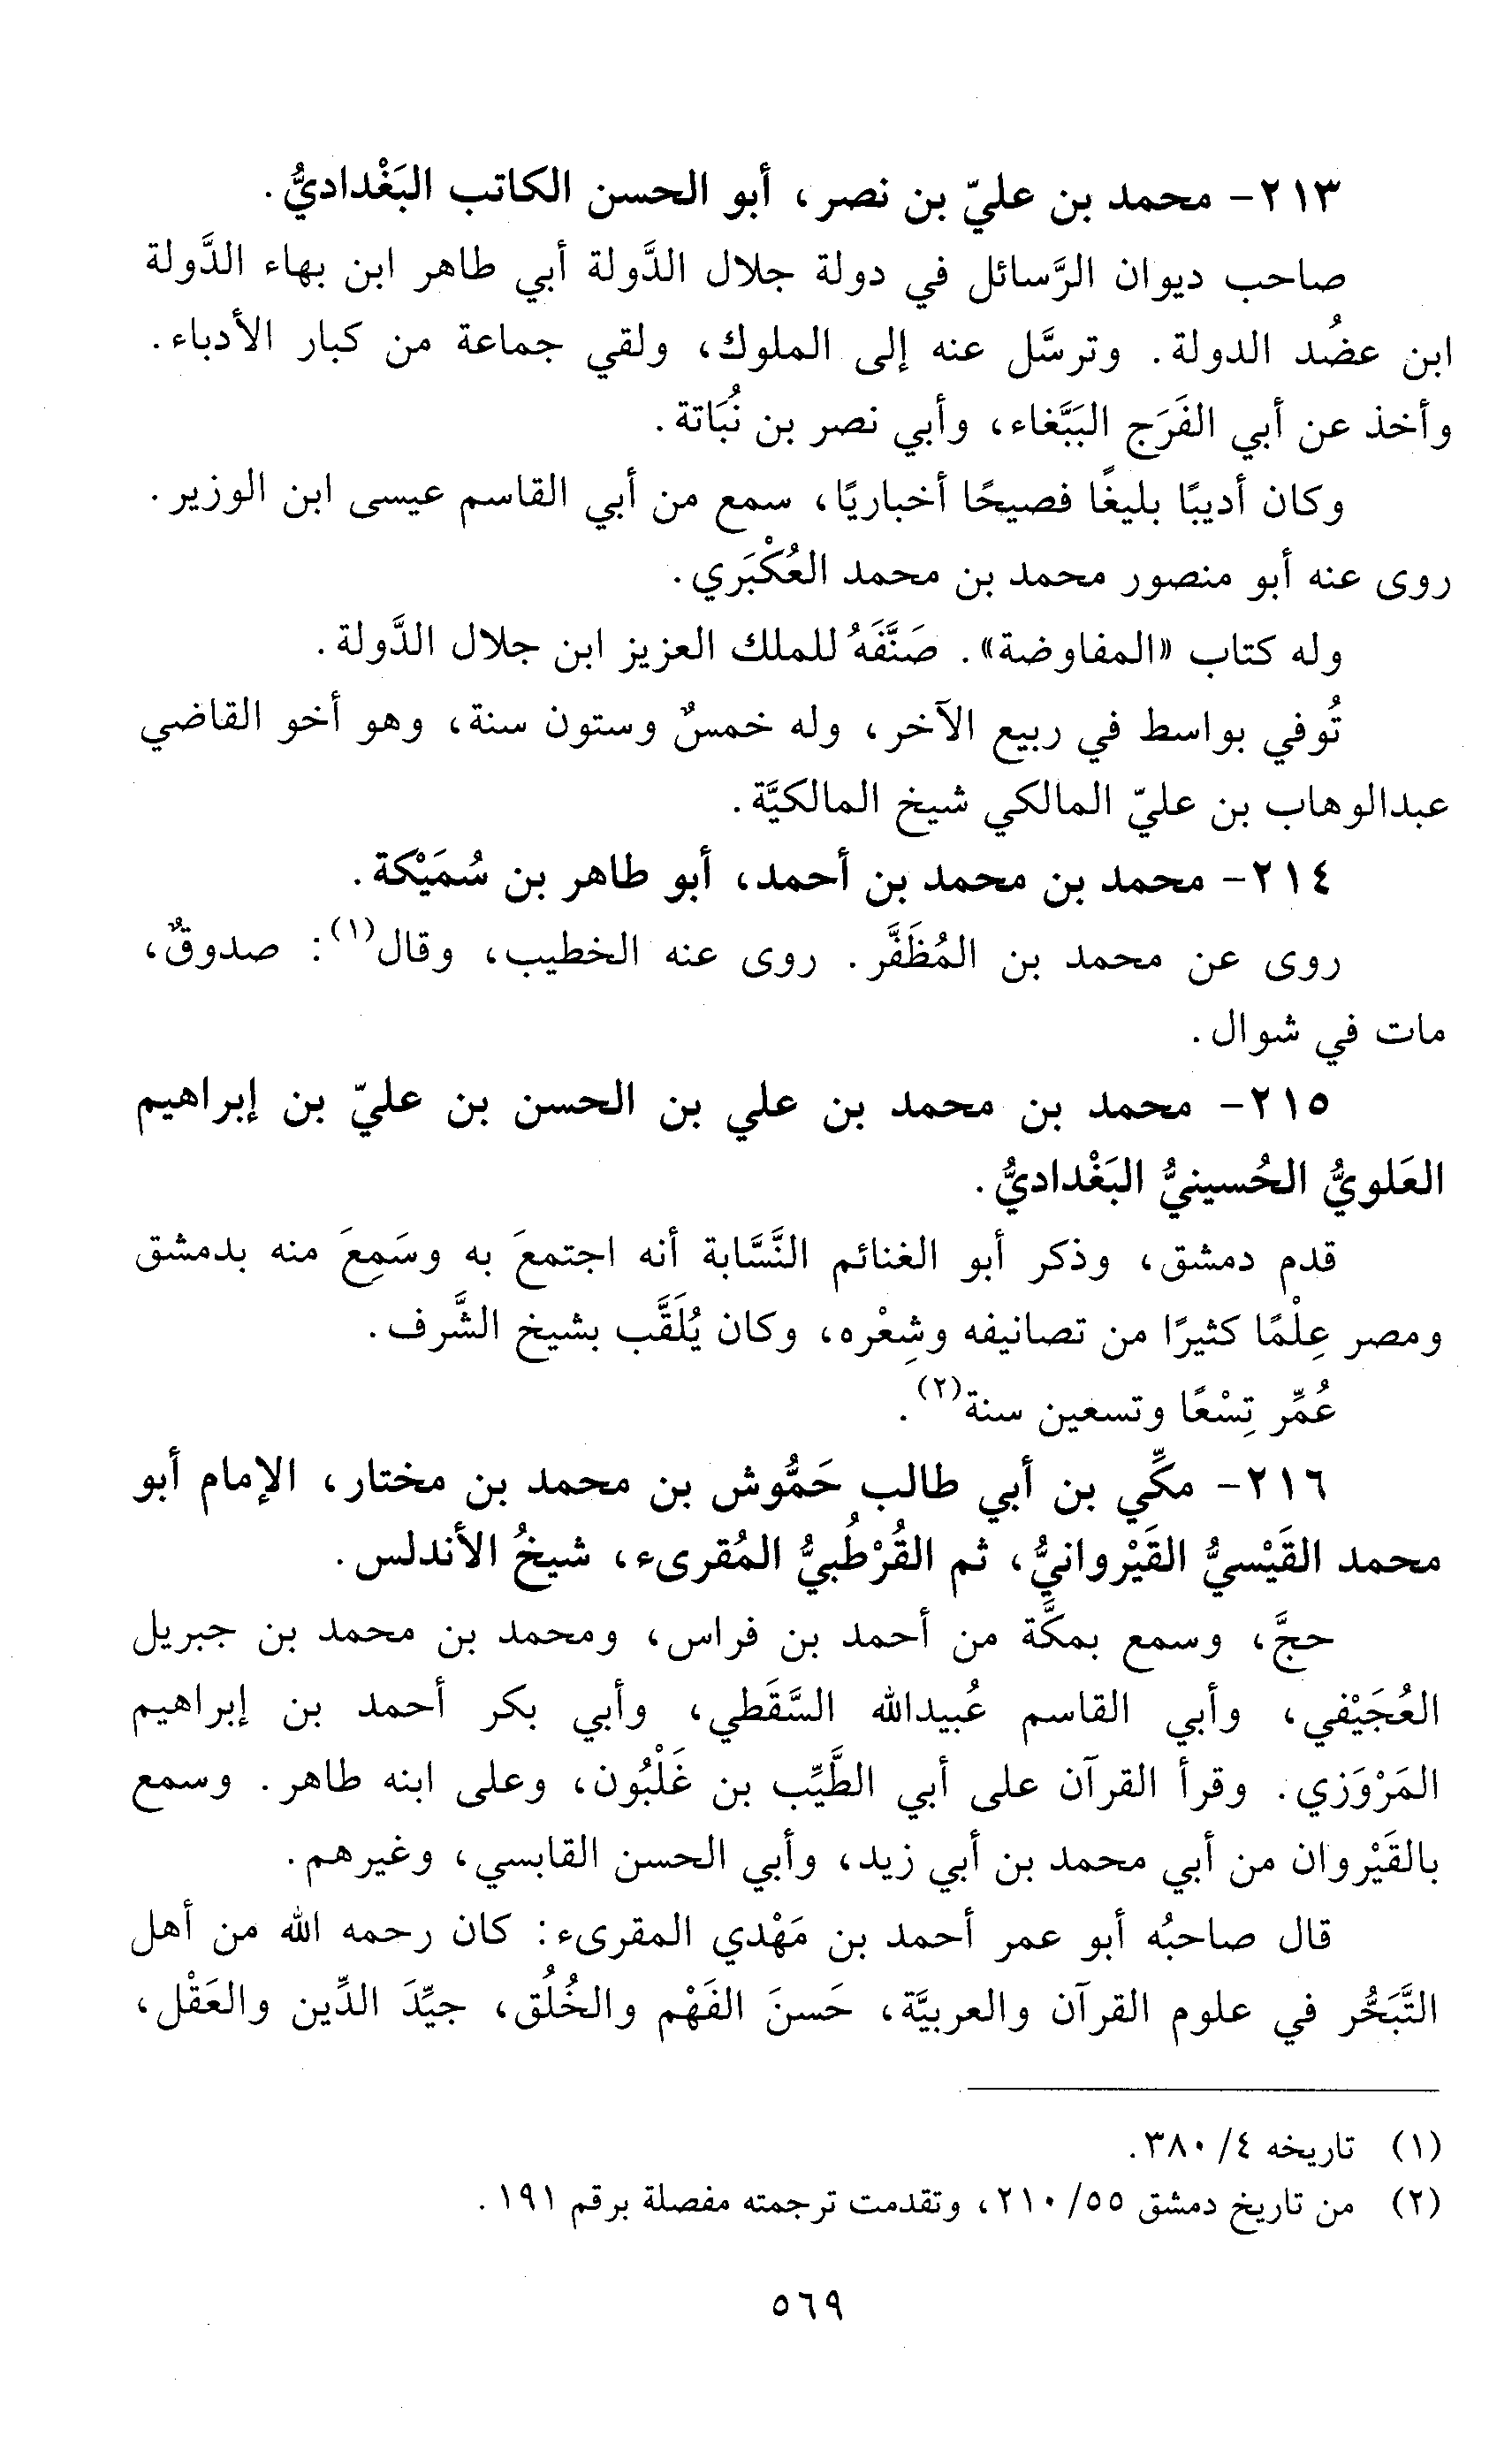 ٢١٣- محمد بن عليّ بن نصر، أبو الحسن الكاتب البَغْداديُّ.
صاحب ديوان الرَّسائل في دولة جلال الدَّولة أبي طاهر ابن بهاء الدَّولة
ابن عضُد الدولة. وترسَّل عنه إلى الملوك، ولقي جماعة من كبار الأدباء.
وأخذ عن أبي الفَرَج البَبَّغاء، وأبي نصر بن نُبَاتة.
وكان أديبًا بليغًا فصيحًا أخباريًا، سمع من أبي القاسم عيسى ابن الوزير.
روى عنه أبو منصور محمد بن محمد العُكْبَري.
وله كتاب «المفاوضة». صَنَّفَهُ للملك العزيز ابن جلال الدَّولة.
تُوفي بواسط في ربيع الآخر، وله خمسٌ وستون سنة، وهو أخو القاضي
عبدالوهاب بن عليّ المالكي شيخ المالكيَّة.
٢١٤- محمد بن محمد بن أحمد، أبو طاهر بن سُمَيْكة.
روى عن محمد بن المُظَفَّر. روى عنه الخطيب، وقال(١): صدوقٌ،
مات في شوال.
٢١٥- محمد بن محمد بن علي بن الحسن بن عليّ بن إبراهيم
العَلويُّ الحُسينيُّ البَغْداديُّ.
قدم دمشق، وذكر أبو الغنائم النَّسَّابة أنه اجتمعَ به وسَمِعَ منه بدمشق
ومصر عِلْمًا كثيرًا من تصانيفه وشِعْره، وكان يُلَقَّب بشيخ الشَّرف.
عُمِّر تِسْعًا وتسعين سنة(٢).
٢١٦- مكِّي بن أبي طالب حَمُّوش بن محمد بن مختار، الإمام أبو
محمد القَيْسيُّ القَيْروانيُّ، ثم القُرْطُبيُّ المُقرىء، شيخُ الأندلس.
حجَّ، وسمع بمكَّة من أحمد بن فراس، ومحمد بن محمد بن جبريل
العُجَيْفي، وأبي القاسم عُبيدالله السَّقَطي، وأبي بكر أحمد بن إبراهيم
المَرْوَزي. وقرأ القرآن على أبي الطَّيِّب بن غَلْبُون، وعلى ابنه طاهر. وسمع
بالقَيْروان من أبي محمد بن أبي زيد، وأبي الحسن القابسي، وغيرهم.
قال صاحبُه أبو عمر أحمد بن مَهْدي المقرىء: كان رحمه الله من أهل
التَّبَحُّر في علوم القرآن والعربيَّة، حَسنَ الفَهْم والخُلُق، جيِّدَ الدِّين والعَقْل،
(١) تاريخه ٤/ ٣٨٠.
(٢) من تاريخ دمشق ٥٥/ ٢١٠، وتقدمت ترجمته مفصلة برقم ١٩١.
٥٦٩